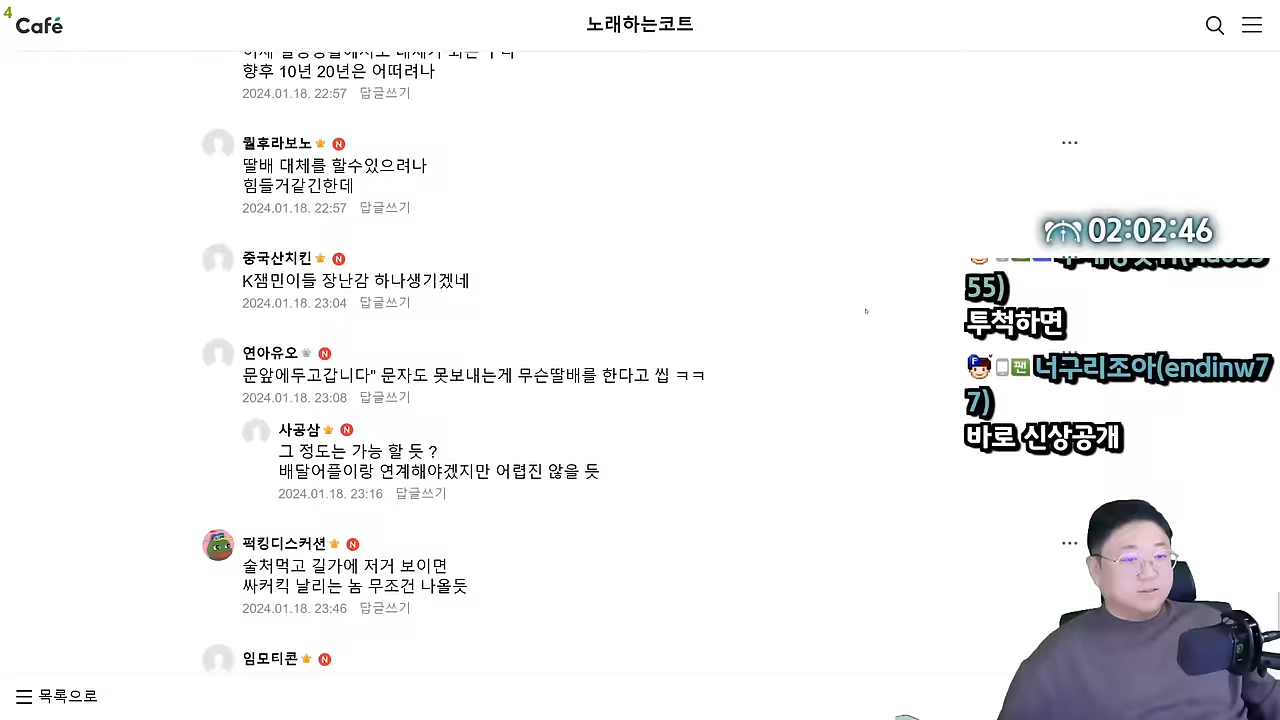 4
Café
노래하는코트
향후 10년 20년은 어떠려나
2024.01.18. 22:57 답글쓰기
월후라보노 N
딸배 대체를 할수있으려나
힘들거같긴한데
2024.01.18. 22:57 답글쓰기
중국산치킨 N
K잼민이들 장난감 하나생기겠네
2024.01.18. 23:04 답글쓰기
연아유오 N
문앞에두고갑니다" 문자도 못보내는게 무슨딸배를 한다고 씹 ㅋㅋ
2024.01.18. 23:08 답글쓰기
사공삼 N
그 정도는 가능 할 듯 ?
배달어플이랑 연계해야겠지만 어렵진 않을 듯
2024.01.18. 23:16 답글쓰기
퍽킹디스커션 N
술처먹고 길가에 저거 보이면
싸커킥 날리는 놈 무조건 나올듯
2024.01.18. 23:46 답글쓰기
임모티콘 N
목록으로
02:02:46
55)
투척하면
팬 너구리조아(endinw7
7)
바로 신상공개